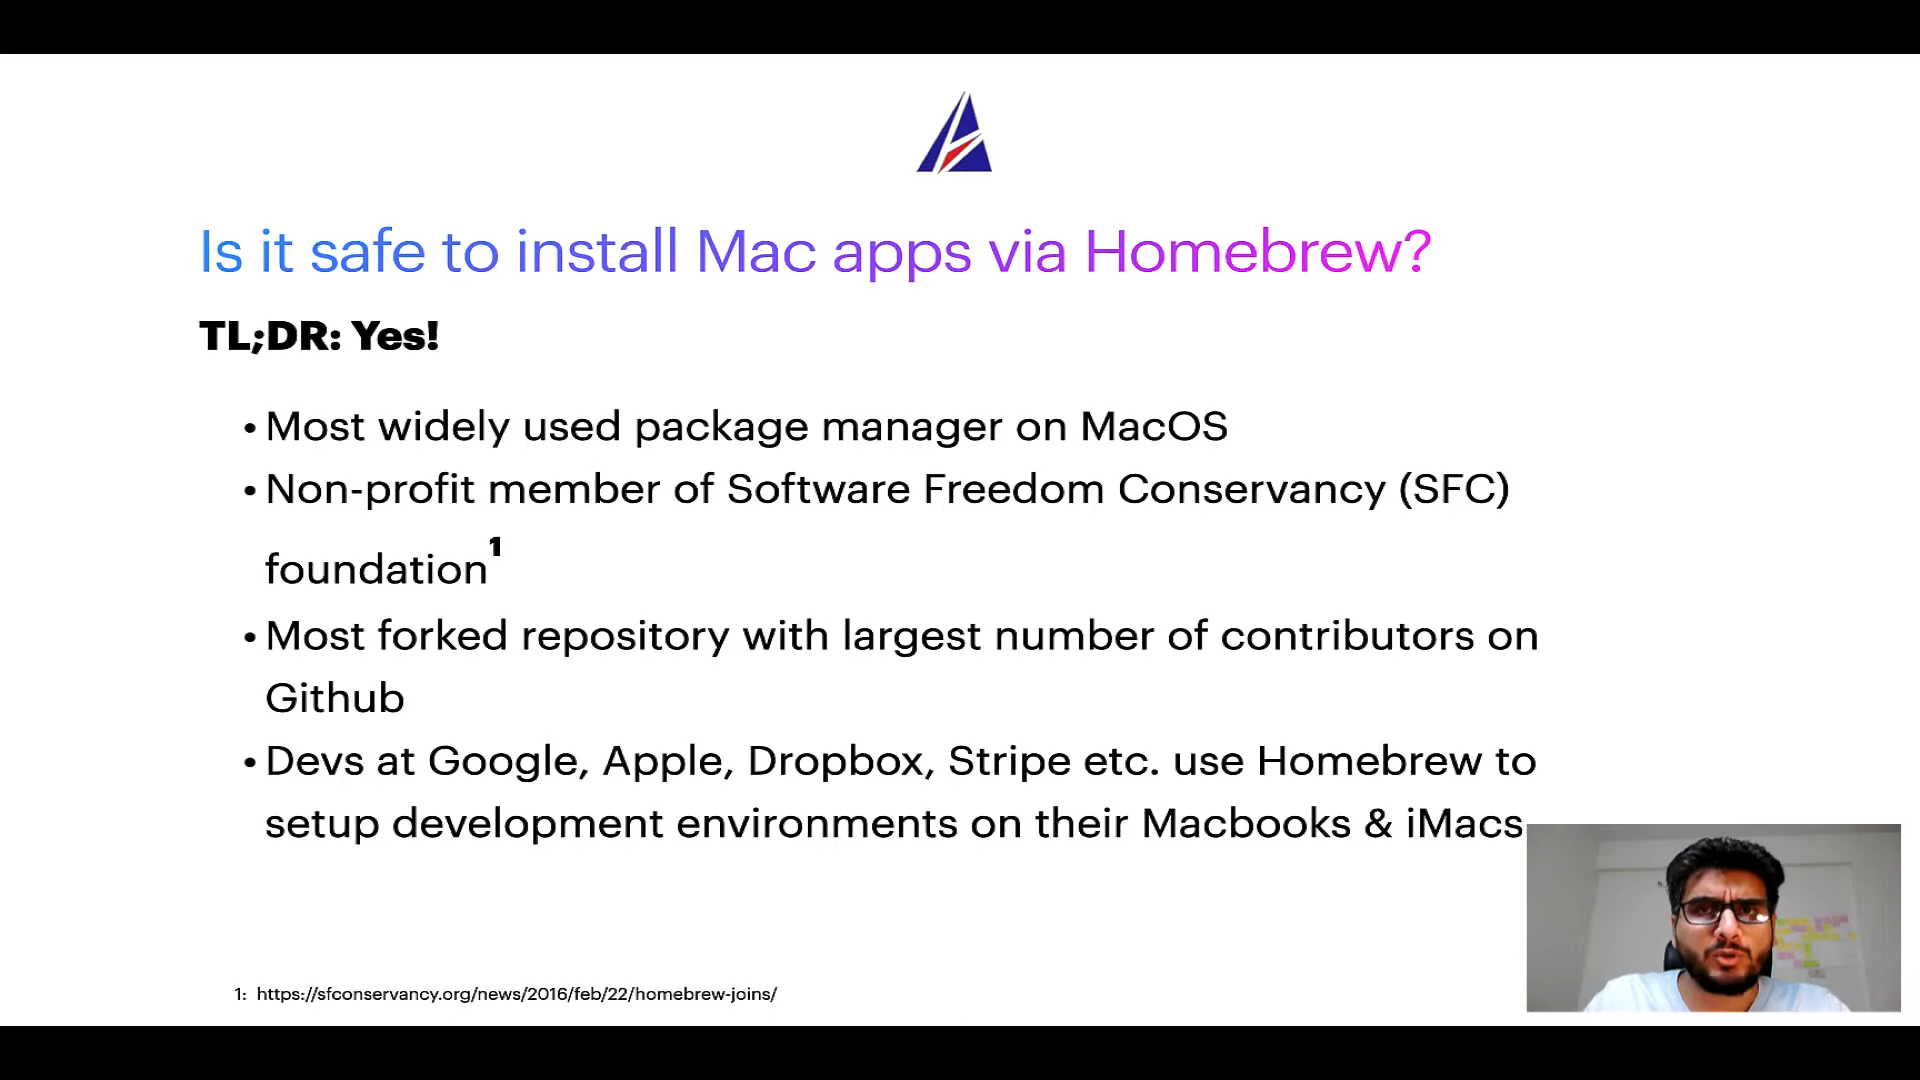 Is it safe to install Mac apps via Homebrew?
TL;DR: Yes!
• Most widely used package manager on MacOS
• Non-profit member of Software Freedom Conservancy (SFC)
foundation¹
• Most forked repository with largest number of contributors on
Github
• Devs at Google, Apple, Dropbox, Stripe etc. use Homebrew to
setup development environments on their Macbooks & iMacs
1: https://sfconservancy.org/news/2016/feb/22/homebrew-joins/